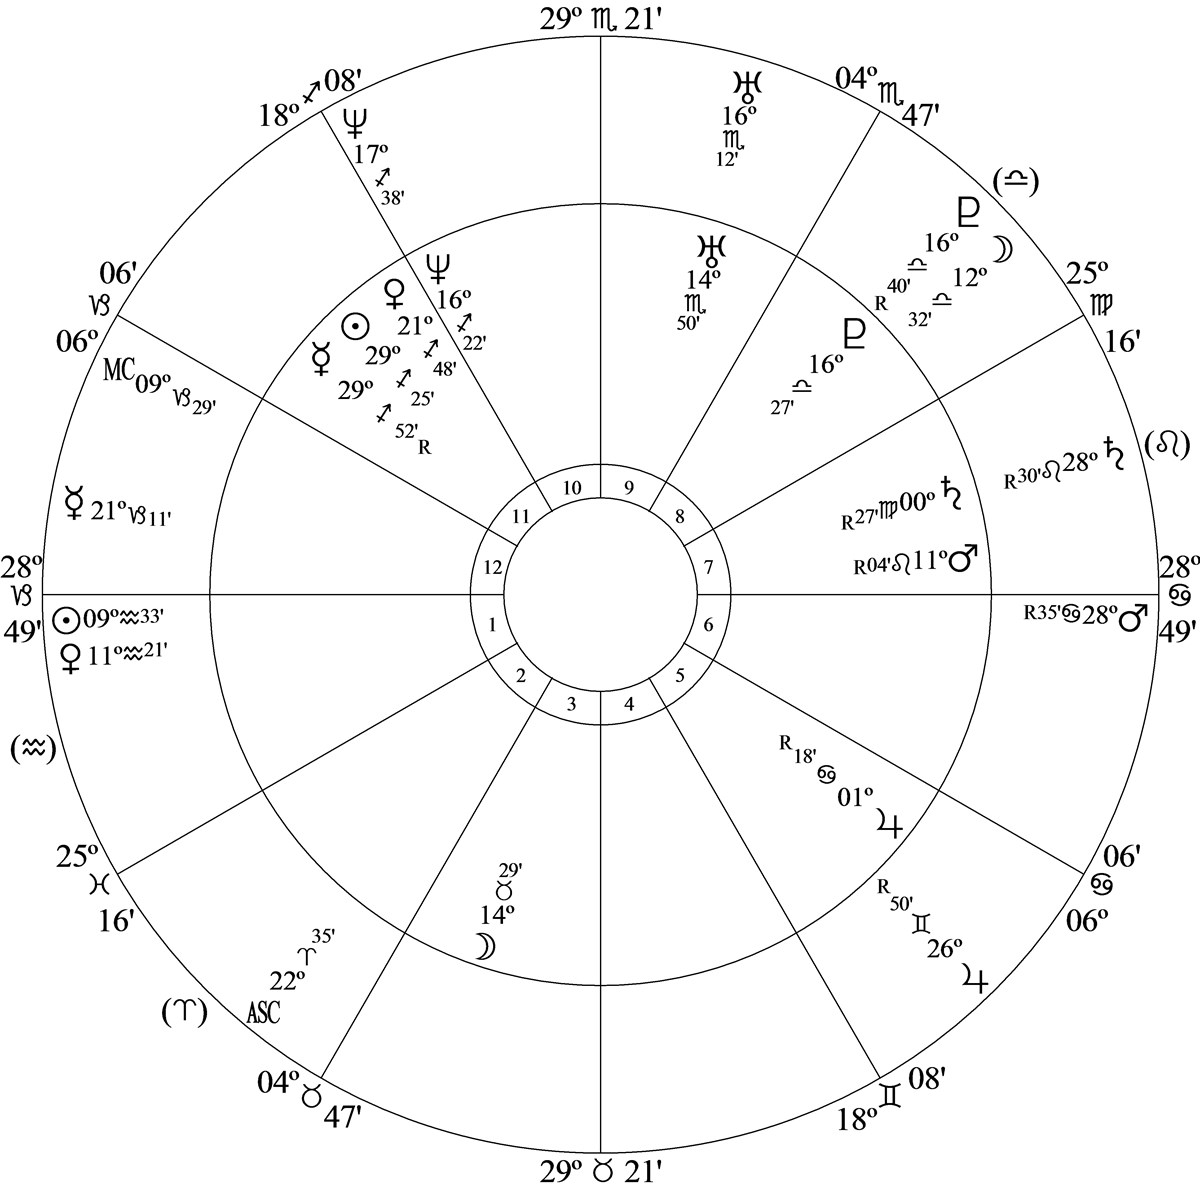 29° ♏ 21'
18° ♐ 08'
04° ♏ 47'
(♎)
♆ 17° ♐ 38'
♅ 16° ♏ 12'
♇ 16° ♎ 40' R
☽ 12° ♎ 32'
06' ♑ 06°
25° ♍ 16'
♆ 16° ♐ 22'
♅ 14° ♏ 50'
♀ 21° ♐ 48'
☉ 29° ♐ 25'
☿ 29° ♐ 52' R
♇ 16° ♎ 27'
MC 09° ♑ 29'
(♌)
R 30' ♌ 28° ♄
☿ 21° ♑ 11'
R 27' ♍ 00° ♄
R 04' ♌ 11° ♂
28° ♑ 49'
28° ♋ 49'
10 9
11 8
12 7
1 6
2 5
3 4
☉ 09° ♒ 33'
♀ 11° ♒ 21'
R 35' ♋ 28° ♂
(♒)
R 18' ♋ 01° ♃
25° ♓ 16'
06' ♋ 06°
29' ♉ 14° ☽
R 50' ♊ 26° ♃
35' ♈ 22° ASC
(♈)
04° ♉ 47'
18° ♊ 08'
29° ♉ 21'